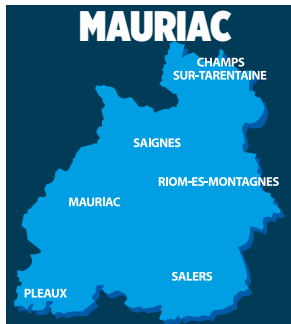 MAURIAC
CHAMPS
SUR-TARENTAINE
SAIGNES
RIOM-ES-MONTAGNES
MAURIAC
SALERS
PLEAUX